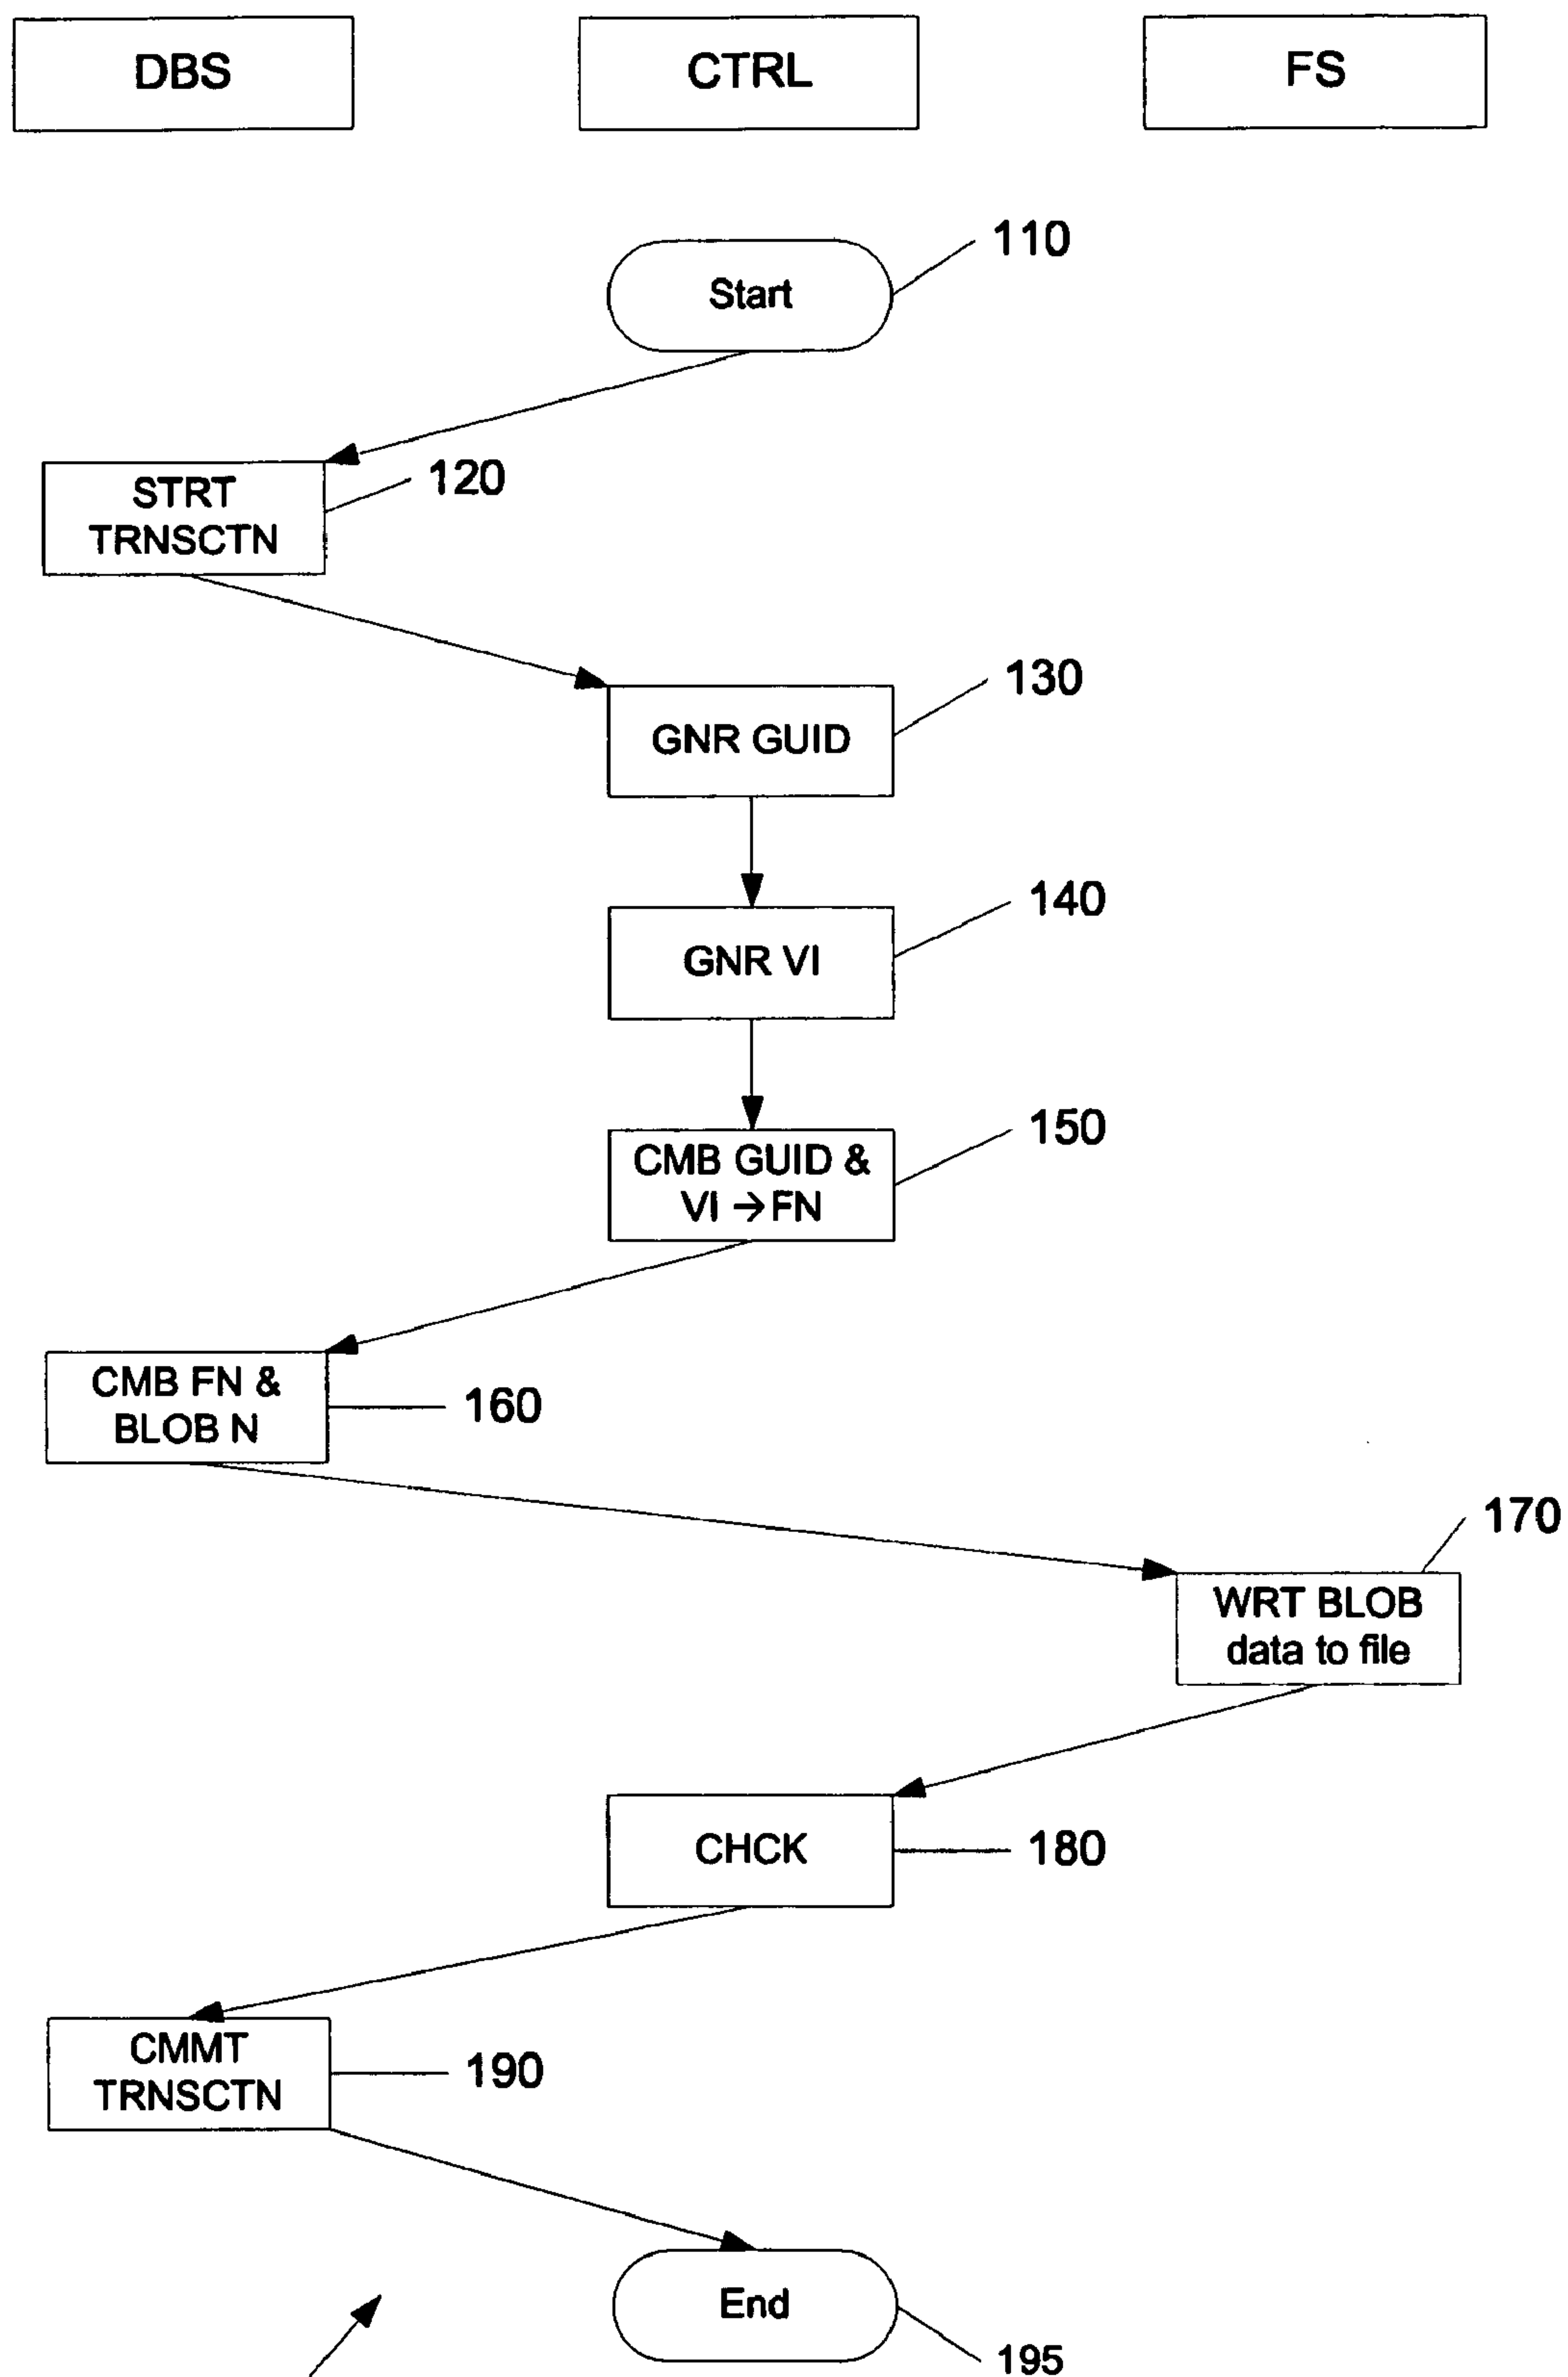 DBS
CTRL
FS
110
Start
120
STRT
TRNSCTN
130
GNR GUID
140
GNR VI
150
CMB GUID &
VI →FN
CMB FN &
BLOB N
160
170
WRT BLOB
data to file
CHCK
180
CMMT
TRNSCTN
190
End
195